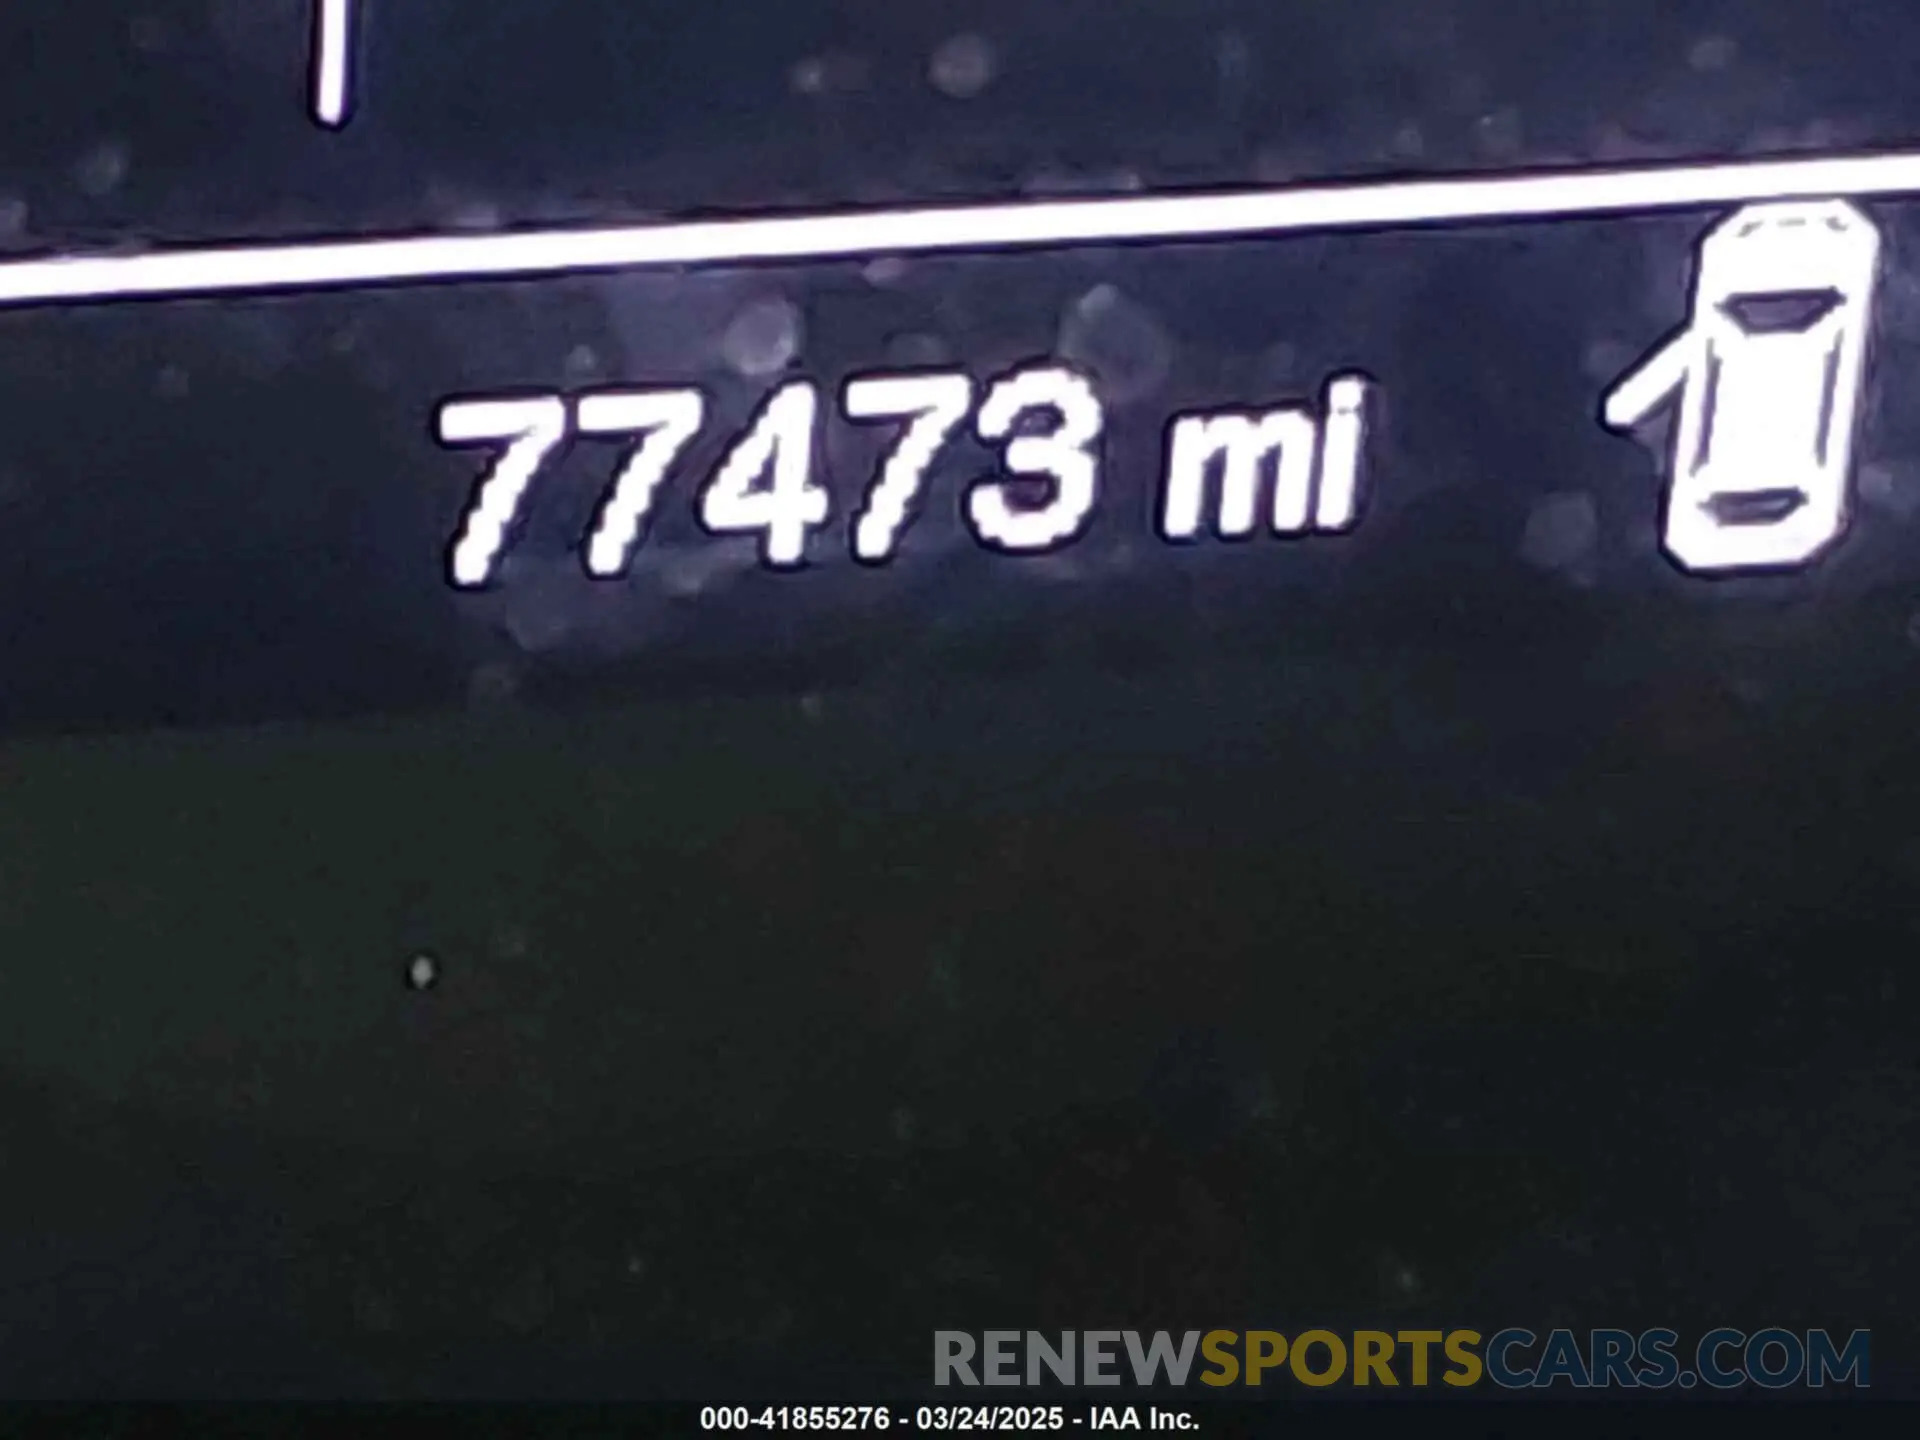 77473 mi
RENEWSPORTSCARS.COM
000-41855276 - 03/24/2025 - IAA Inc.